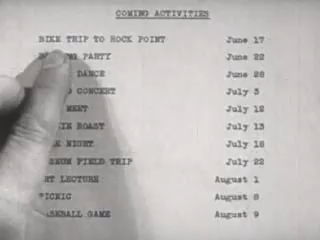 COMING ACTIVITIES
BIKE TRIP TO ROCK POINT June 17
PARTY June 22
DANCE June 28
CONCERT July 3
MEET July 12
ROAST July 13
NIGHT July 18
FIELD TRIP July 22
LECTURE August 1
PICNIC August 8
BASEBALL GAME August 9